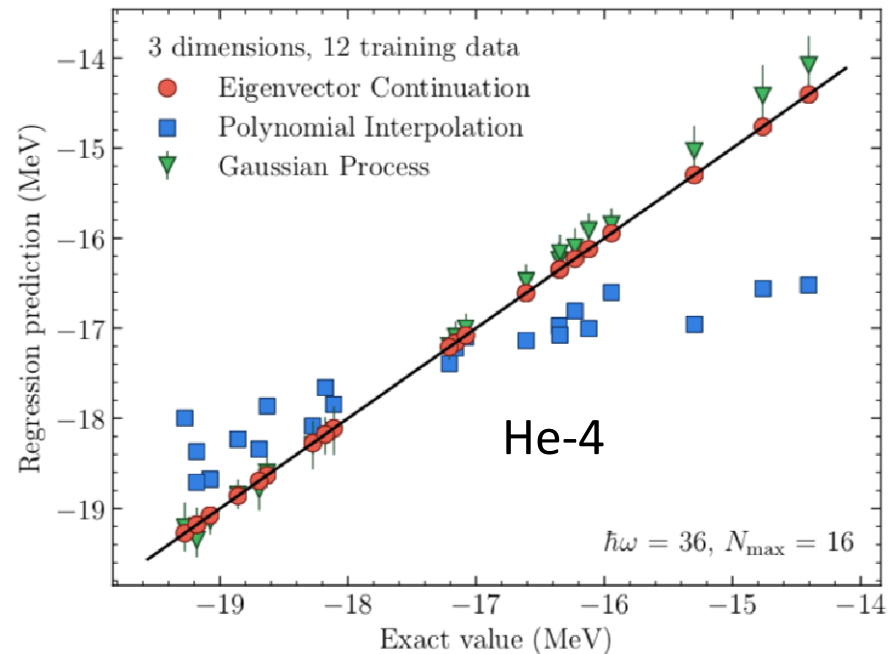 3 dimensions, 12 training data
Eigenvector Continuation
Polynomial Interpolation
Gaussian Process
He-4
ℏω = 36, N_max = 16
Regression prediction (MeV)
−14
−15
−16
−17
−18
−19
−19 −18 −17 −16 −15 −14
Exact value (MeV)